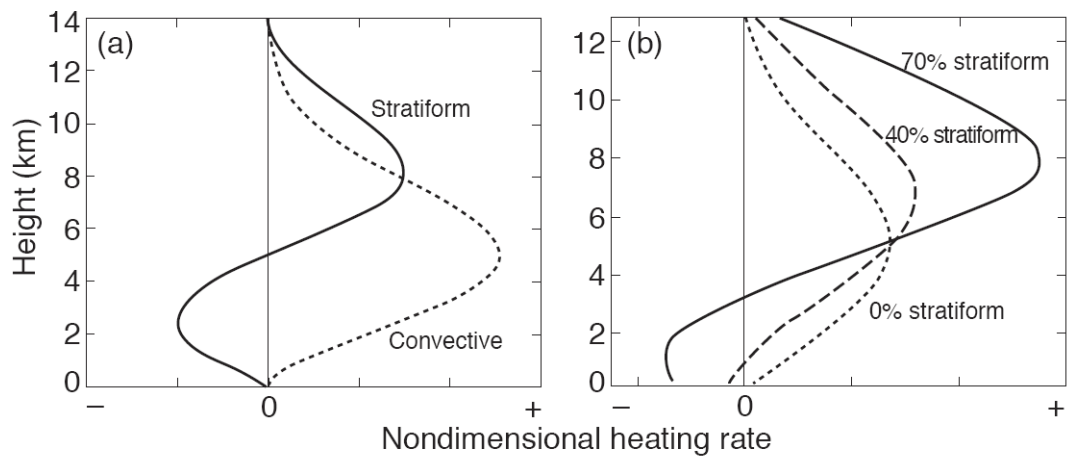 14
12
10
8
6
4
2
0
Height (km)
(a)
Stratiform
Convective
–
0
+
12
10
8
6
4
2
0
(b)
70% stratiform
40% stratiform
0% stratiform
–
0
+
Nondimensional heating rate